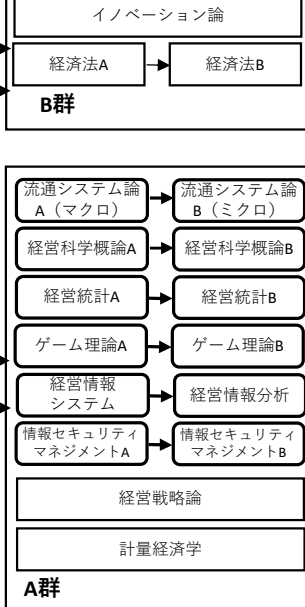 イノベーション論
経済法A
経済法B
B群
流通システム論
A（マクロ）
流通システム論
B（ミクロ）
経営科学概論A
経営科学概論B
経営統計A
経営統計B
ゲーム理論A
ゲーム理論B
経営情報
システム
経営情報分析
情報セキュリティ
マネジメントA
情報セキュリティ
マネジメントB
経営戦略論
計量経済学
A群